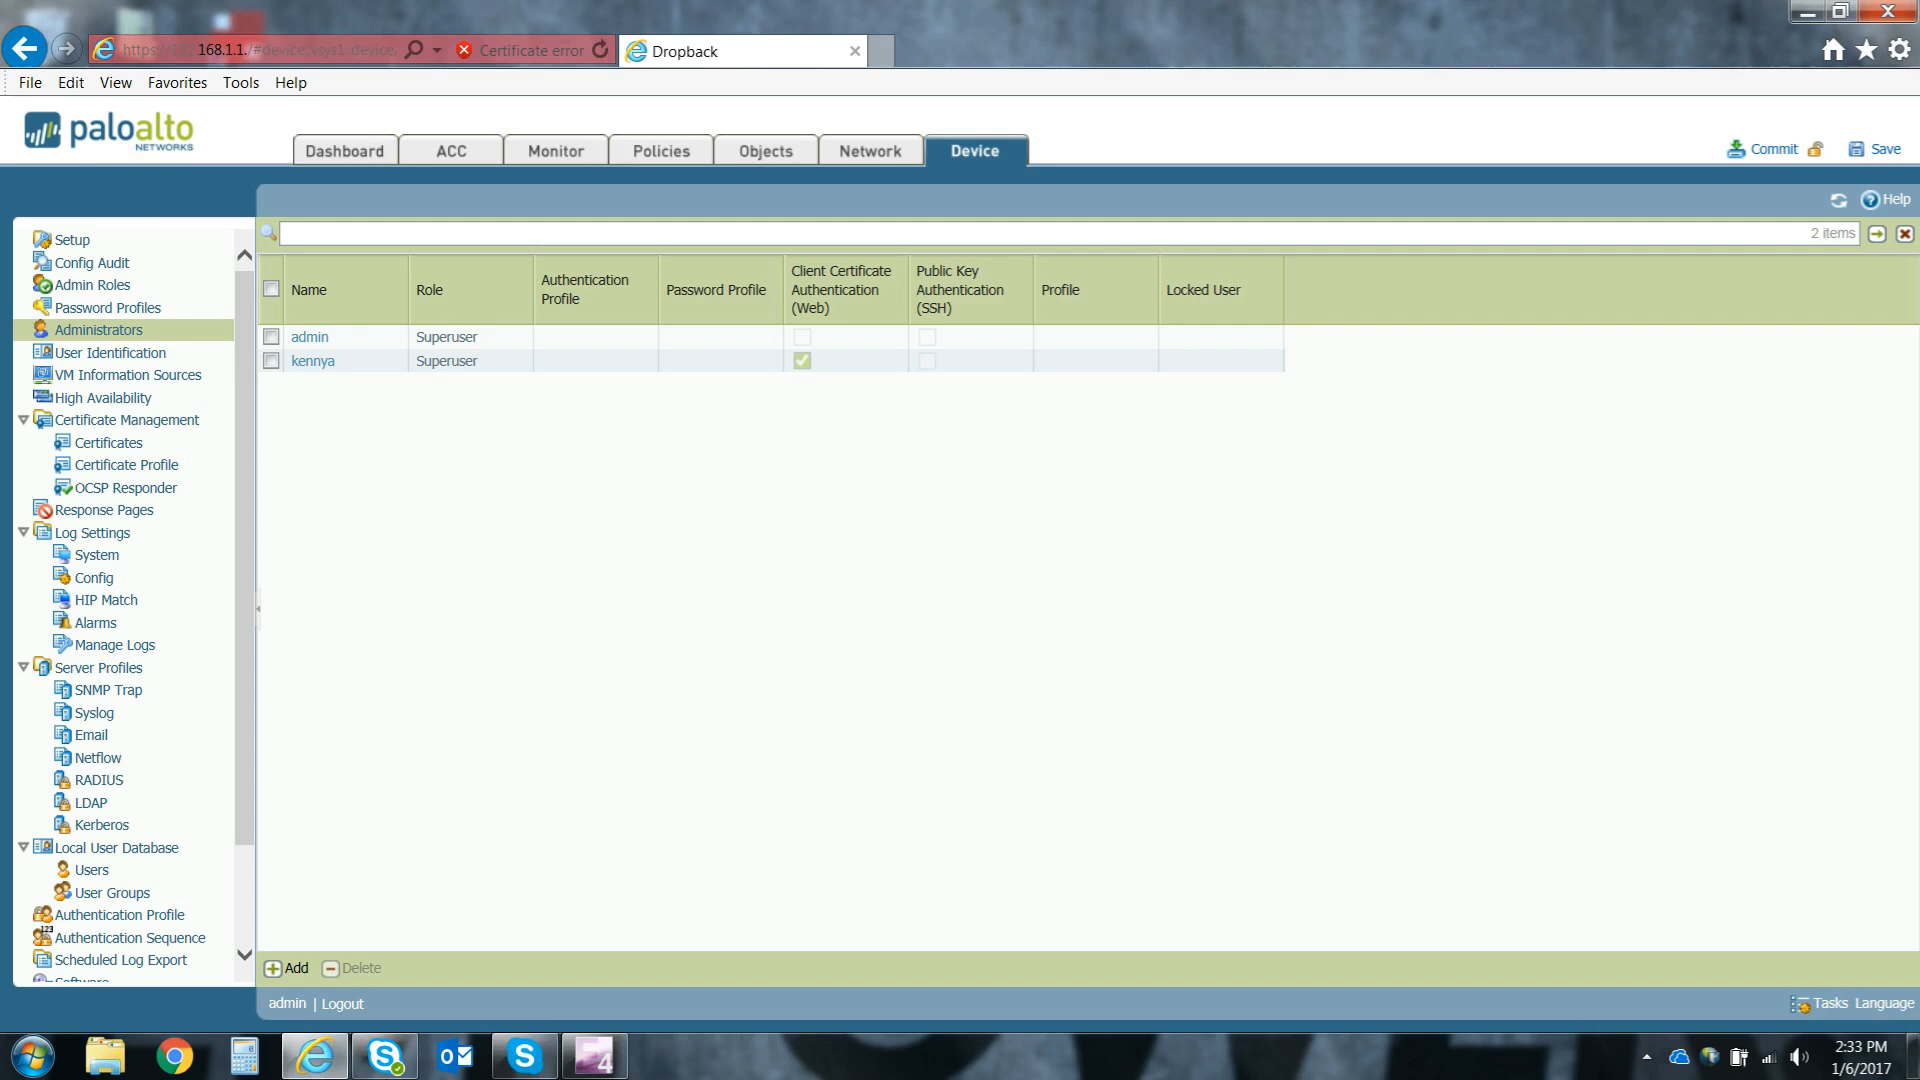 https://192.168.1.1./#device::vsys1::device
Certificate error
Dropback
File Edit View Favorites Tools Help
paloalto
NETWORKS
Dashboard
ACC
Monitor
Policies
Objects
Network
Device
Commit
Save
Help
2 items
Setup
Config Audit
Admin Roles
Password Profiles
Administrators
User Identification
VM Information Sources
High Availability
Certificate Management
Certificates
Certificate Profile
OCSP Responder
Response Pages
Log Settings
System
Config
HIP Match
Alarms
Manage Logs
Server Profiles
SNMP Trap
Syslog
Email
Netflow
RADIUS
LDAP
Kerberos
Local User Database
Users
User Groups
Authentication Profile
Authentication Sequence
Scheduled Log Export
Software
Name
Role
Authentication
Profile
Password Profile
Client Certificate
Authentication
(Web)
Public Key
Authentication
(SSH)
Profile
Locked User
admin Superuser
kennya Superuser
Add Delete
admin | Logout
Tasks Language
2:33 PM
1/6/2017